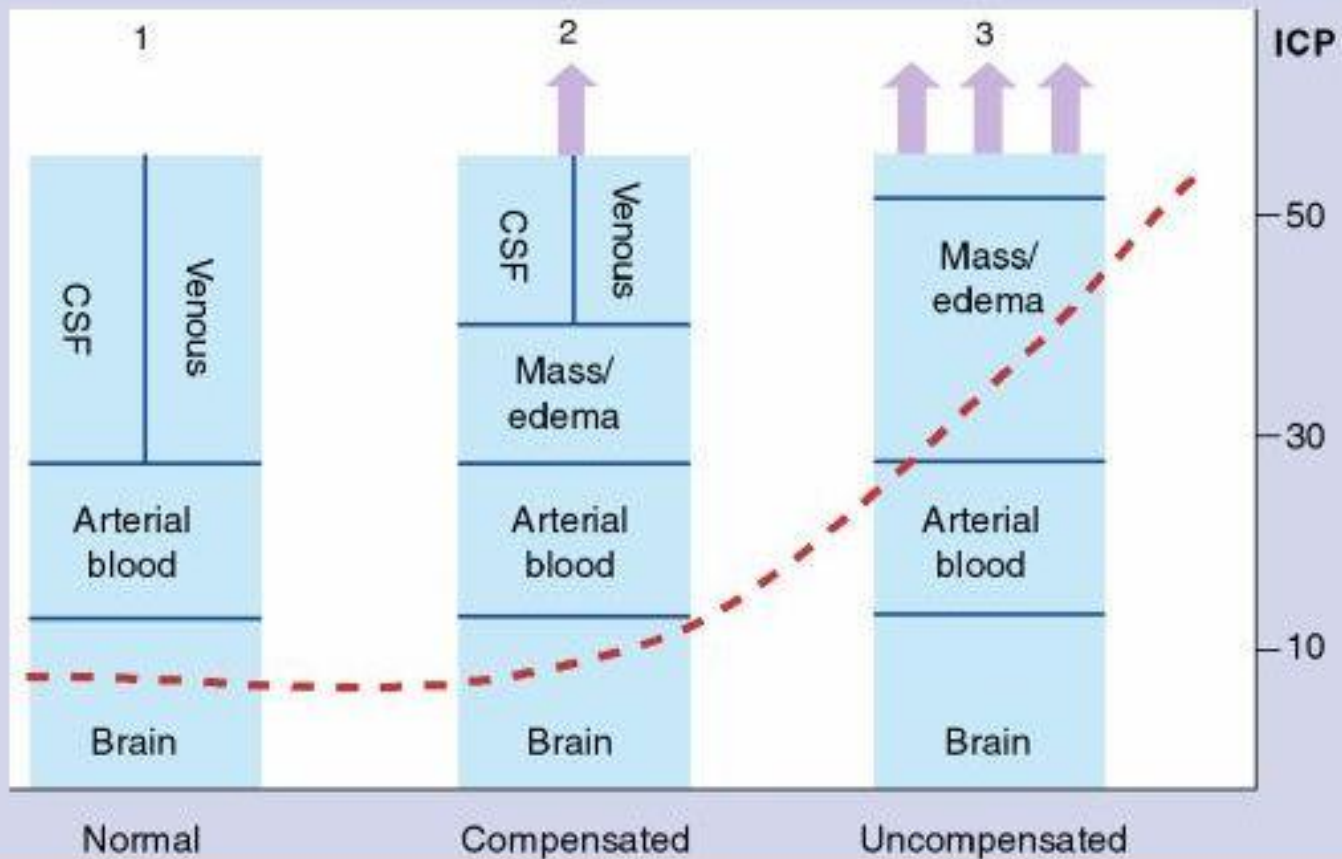 1
2
3
ICP
CSF
Venous
Arterial
blood
Brain
CSF
Venous
Mass/
edema
Arterial
blood
Brain
Mass/
edema
Arterial
blood
Brain
50
30
10
Normal
Compensated
Uncompensated